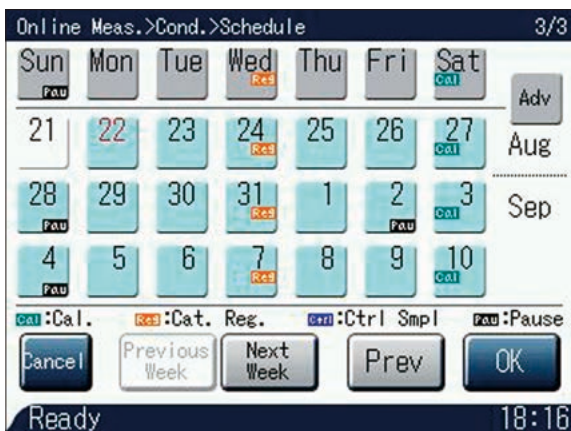 Online Meas.>Cond.>Schedule 3/3
Sun Mon Tue Wed Thu Fri Sat
Pau Reg Cal
Adv
21 22 23 24 25 26 27 Aug
Reg Cal
28 29 30 31 1 2 3 Sep
Pau Reg Pau Cal
4 5 6 7 8 9 10
Pau Reg Cal
Cal:Cal. Reg:Cat. Reg. Ctrl:Ctrl Smpl Pau:Pause
Cancel Previous Week Next Week Prev OK
Ready 18:16